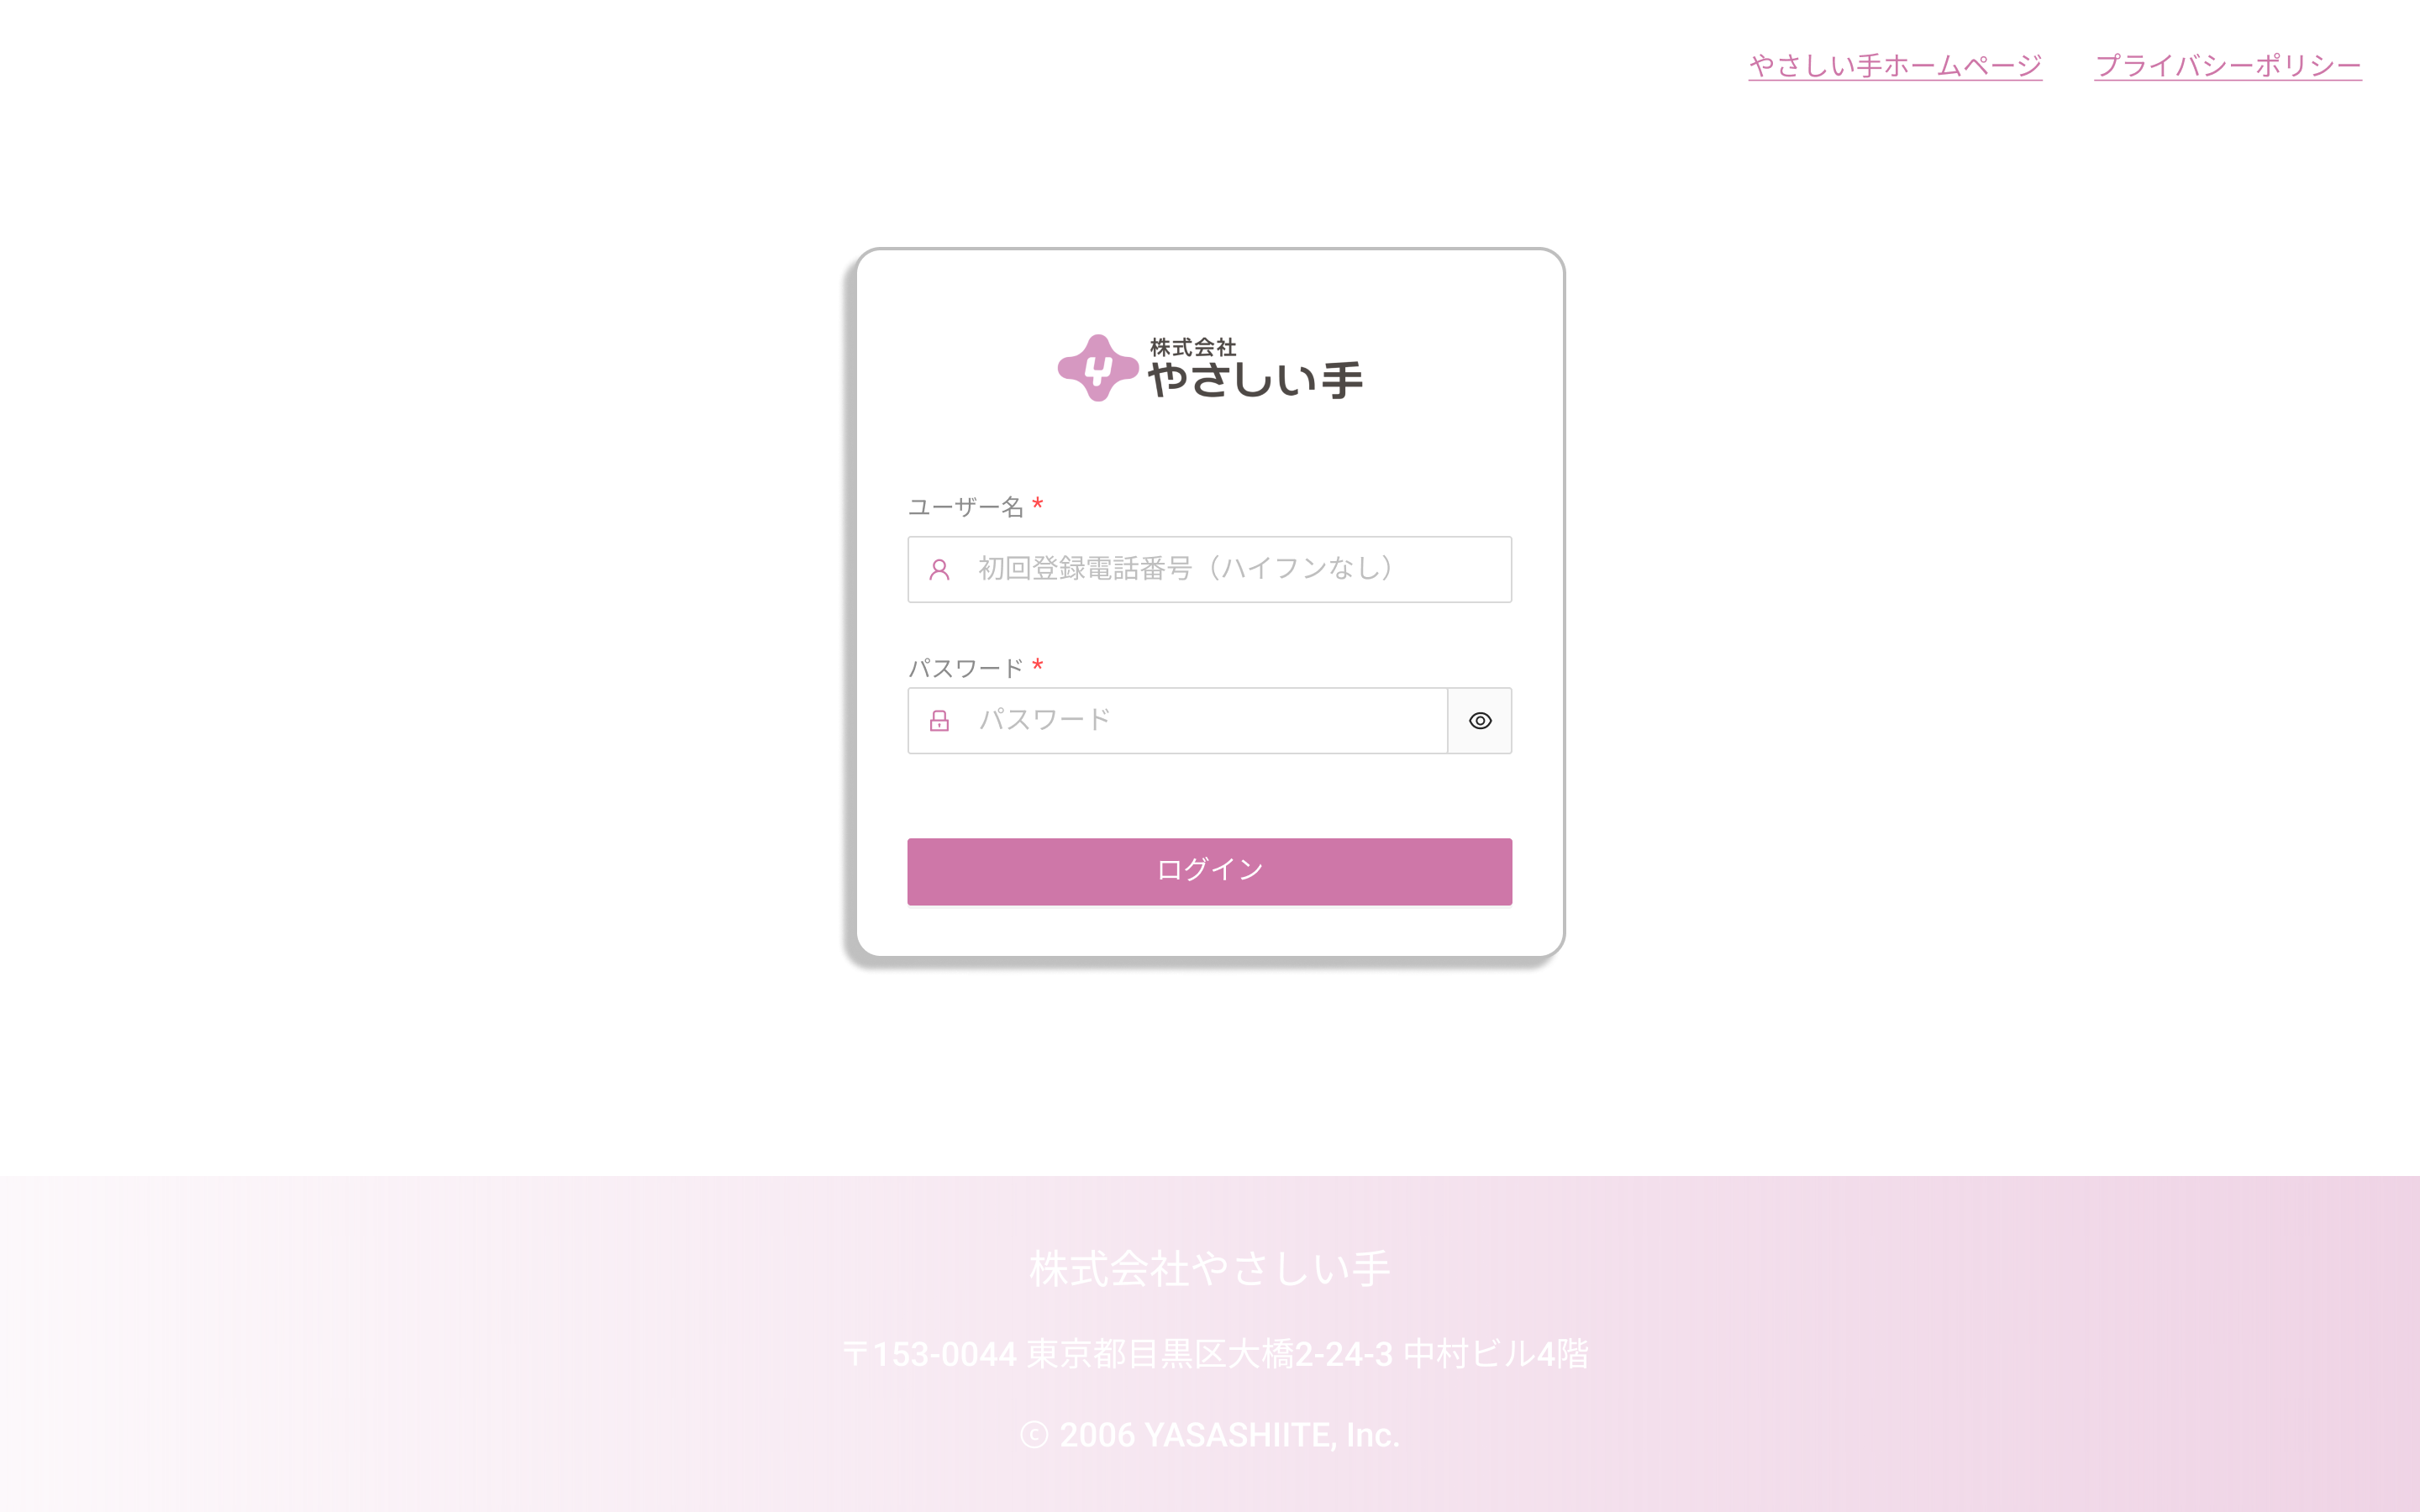 やさしい手ホームページ プライバシーポリシー
株式会社
やさしい手
ユーザー名 *
初回登録電話番号（ハイフンなし）
パスワード *
パスワード
ログイン
株式会社やさしい手
〒153-0044 東京都目黒区大橋2-24-3 中村ビル4階
© 2006 YASASHIITE, Inc.